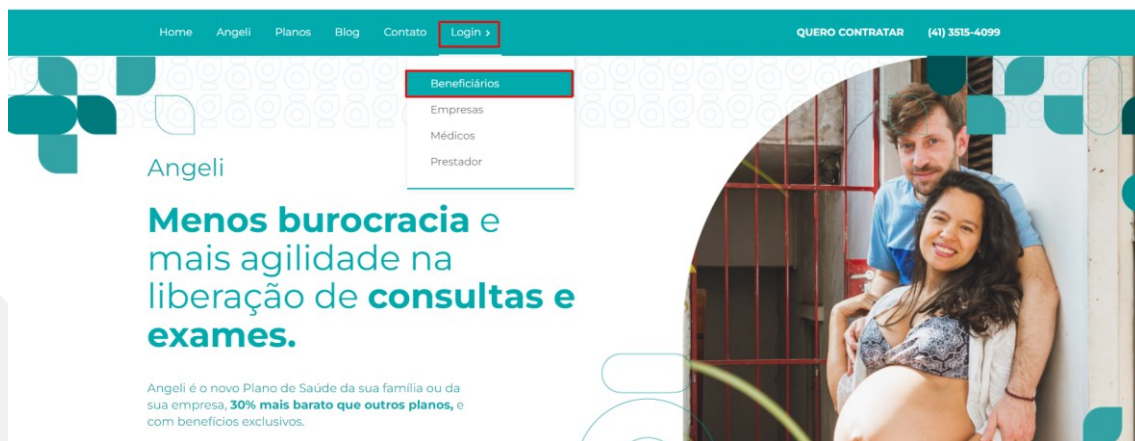 Home Angeli Planos Blog Contato Login › QUERO CONTRATAR (41) 3515-4099
Beneficiários
Empresas
Médicos
Prestador
Angeli
Menos burocracia e
mais agilidade na
liberação de consultas e
exames.
Angeli é o novo Plano de Saúde da sua família ou da
sua empresa, 30% mais barato que outros planos, e
com benefícios exclusivos.